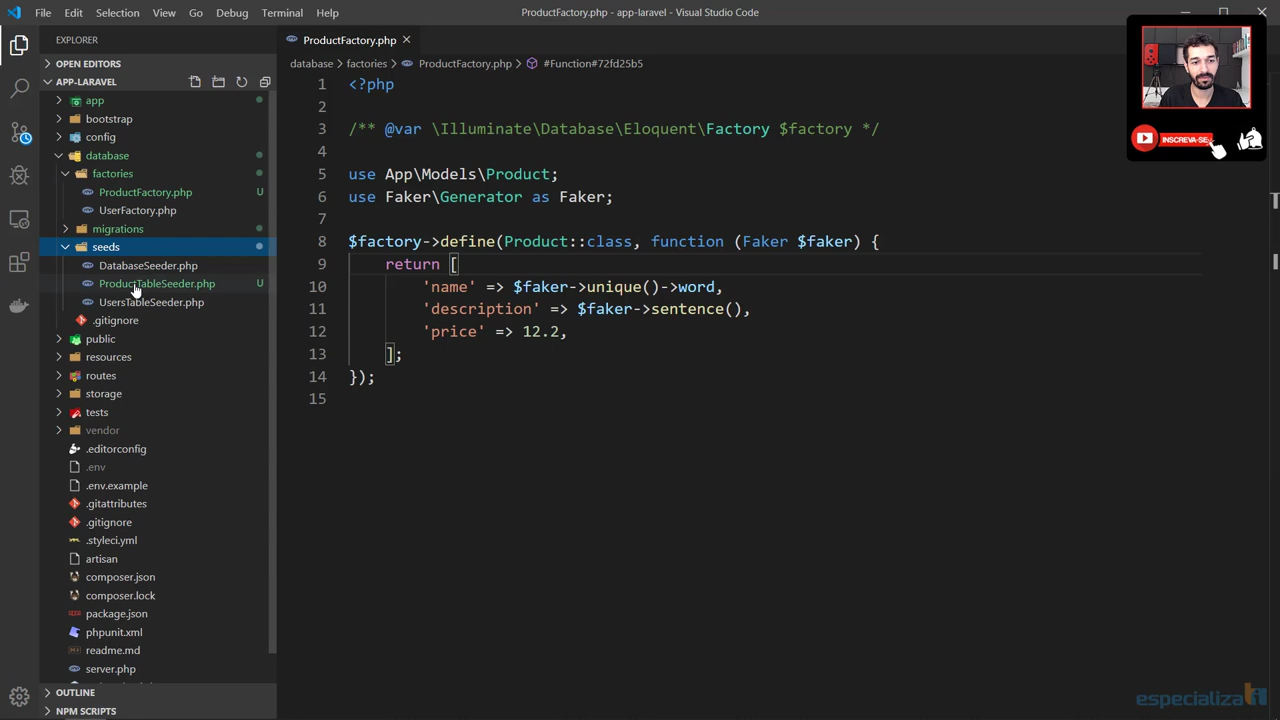 File Edit Selection View Go Debug Terminal Help
ProductFactory.php - app-laravel - Visual Studio Code
EXPLORER
OPEN EDITORS
APP-LARAVEL
app
bootstrap
config
database
factories
ProductFactory.php U
UserFactory.php
migrations
seeds
DatabaseSeeder.php
ProductTableSeeder.php U
UsersTableSeeder.php
.gitignore
public
resources
routes
storage
tests
vendor
.editorconfig
.env
.env.example
.gitattributes
.gitignore
.styleci.yml
artisan
composer.json
composer.lock
package.json
phpunit.xml
readme.md
server.php
OUTLINE
NPM SCRIPTS
ProductFactory.php
database > factories > ProductFactory.php > #Function#72fd25b5
1 <?php
2
3 /** @var \Illuminate\Database\Eloquent\Factory $factory */
4
5 use App\Models\Product;
6 use Faker\Generator as Faker;
7
8 $factory->define(Product::class, function (Faker $faker) {
9 return [
10 'name' => $faker->unique()->word,
11 'description' => $faker->sentence(),
12 'price' => 12.2,
13 ];
14 });
15
INSCREVA-SE
especializati